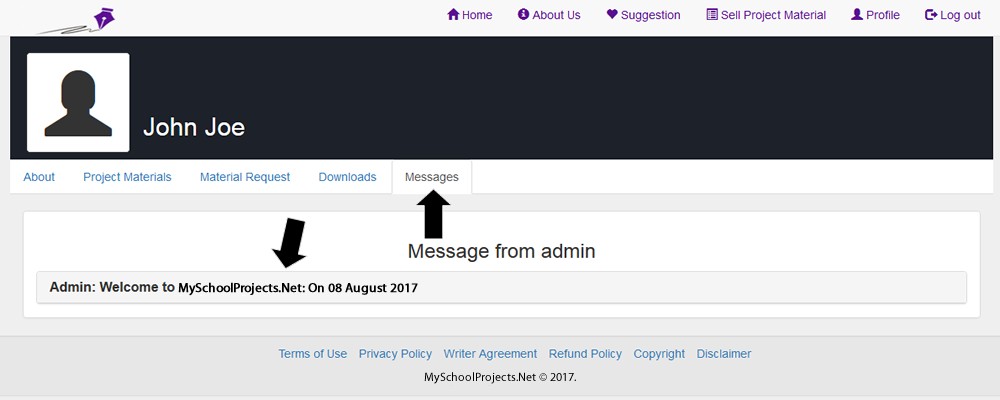 Home About Us Suggestion Sell Project Material Profile Log out
John Joe
About Project Materials Material Request Downloads Messages
Message from admin
Admin: Welcome to MySchoolProjects.Net: On 08 August 2017
Terms of Use Privacy Policy Writer Agreement Refund Policy Copyright Disclaimer
MySchoolProjects.Net © 2017.